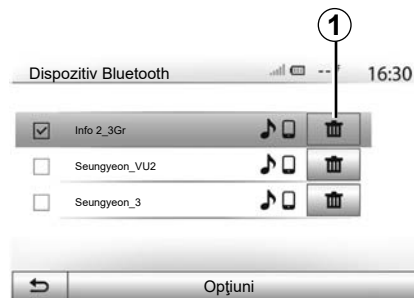 1
Dispozitiv Bluetooth -- ° 16:30
Info 2_3Gr
Seungyeon_VU2
Seungyeon_3
Opţiuni